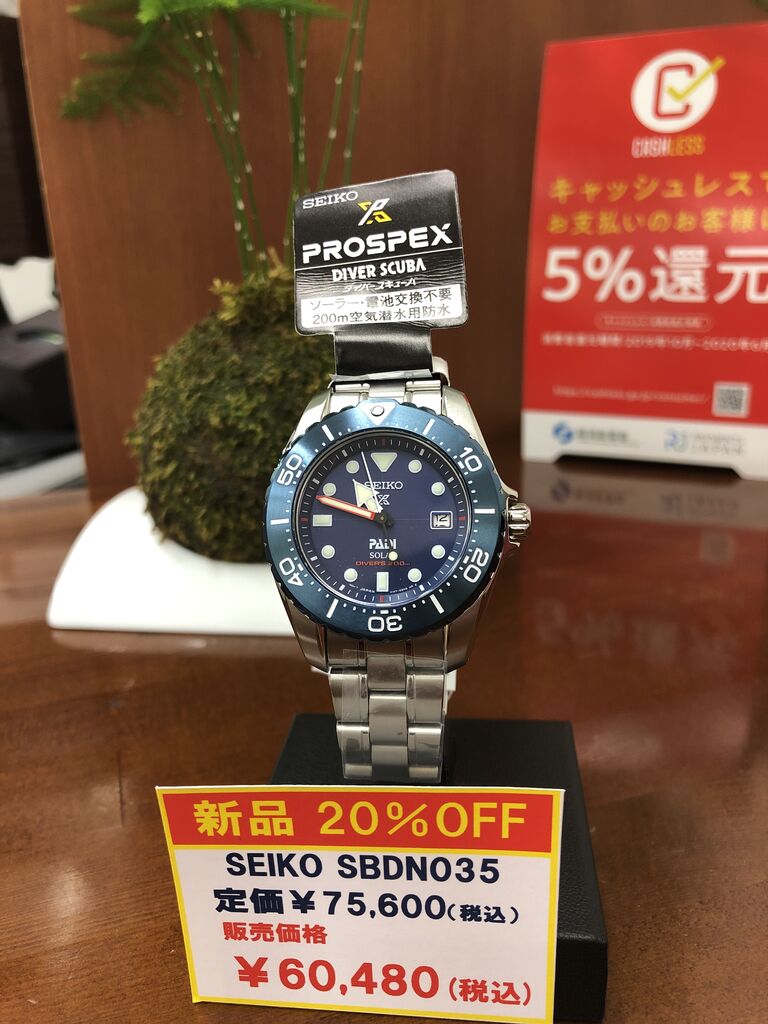 CASHLESS
キャッシュレスで
お支払いのお客様に
5%還元
SEIKO
PROSPEX
DIVER SCUBA
ダイバースキューバ
ソーラー・電池交換不要
200m空気潜水用防水
50
10
SEIKO
12
PADI
SOLAR
DIVER'S 200
40
20
30
新品 20%OFF
SEIKO SBDN035
定価¥75,600(税込)
販売価格
¥60,480(税込)